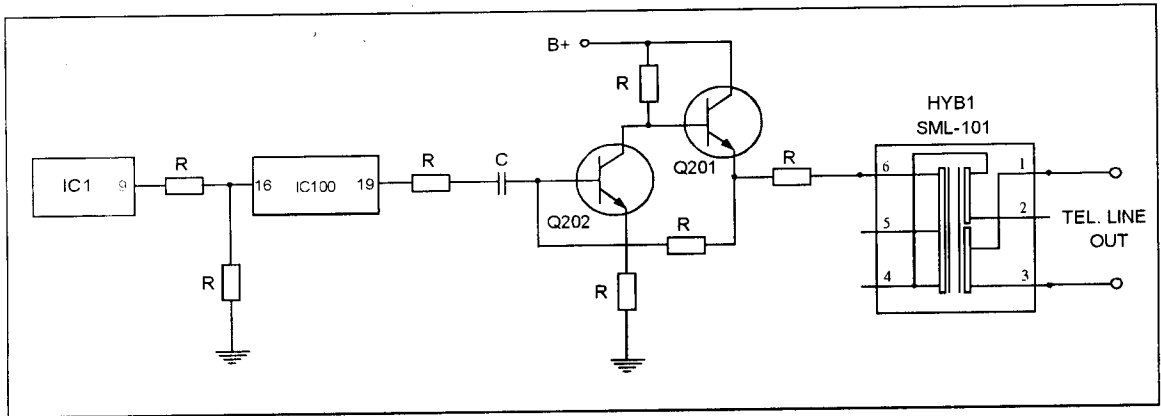 B+
R
HYB1
SML-101
Q201
R
IC1
9
R
16
IC100
19
R
C
Q202
R
R
R
6
5
4
1
2
3
TEL. LINE
OUT